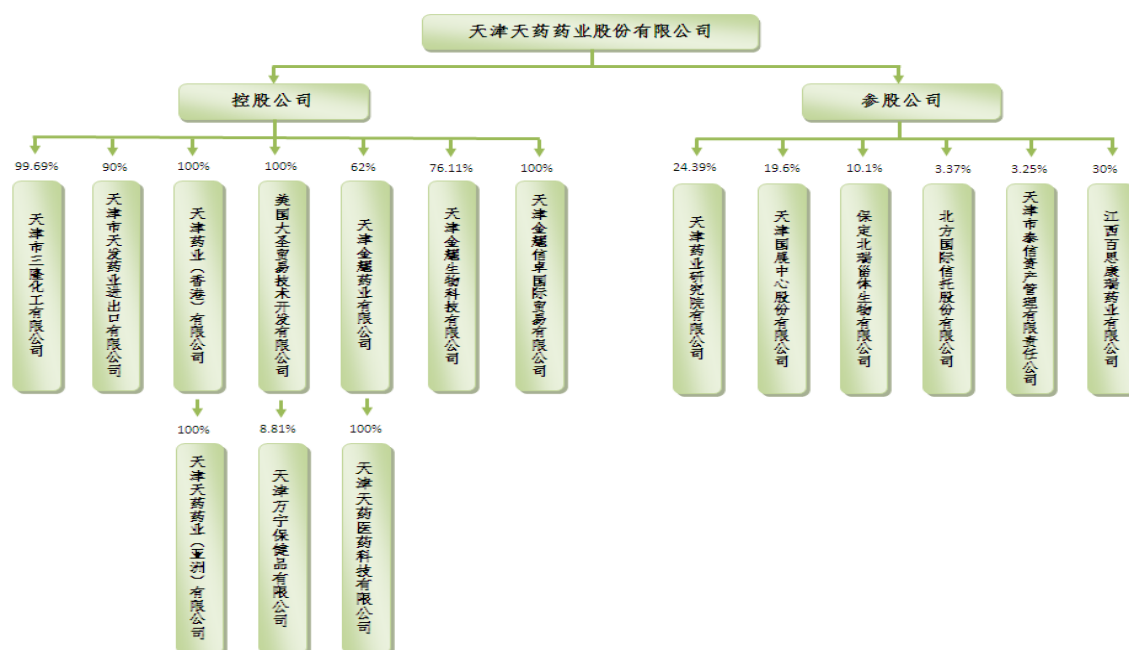 天津天药药业股份有限公司
控股公司
参股公司
99.69%
90%
100%
100%
62%
76.11%
100%
24.39%
19.6%
10.1%
3.37%
3.25%
30%
天津市三隆化工有限公司
天津市天发药业进出口有限公司
天津药业（香港）有限公司
美国大圣贸易技术开发有限公司
天津金耀药业有限公司
天津金耀生物科技有限公司
天津金耀信卓国际贸易有限公司
天津药业研究院有限公司
天津国展中心股份有限公司
保定北瑞甾体生物有限公司
北方国际信托股份有限公司
天津市泰信资产管理有限责任公司
江西百思康瑞药业有限公司
100%
8.81%
100%
天津天药药业（亚洲）有限公司
天津万宁保健品有限公司
天津天药医药科技有限公司